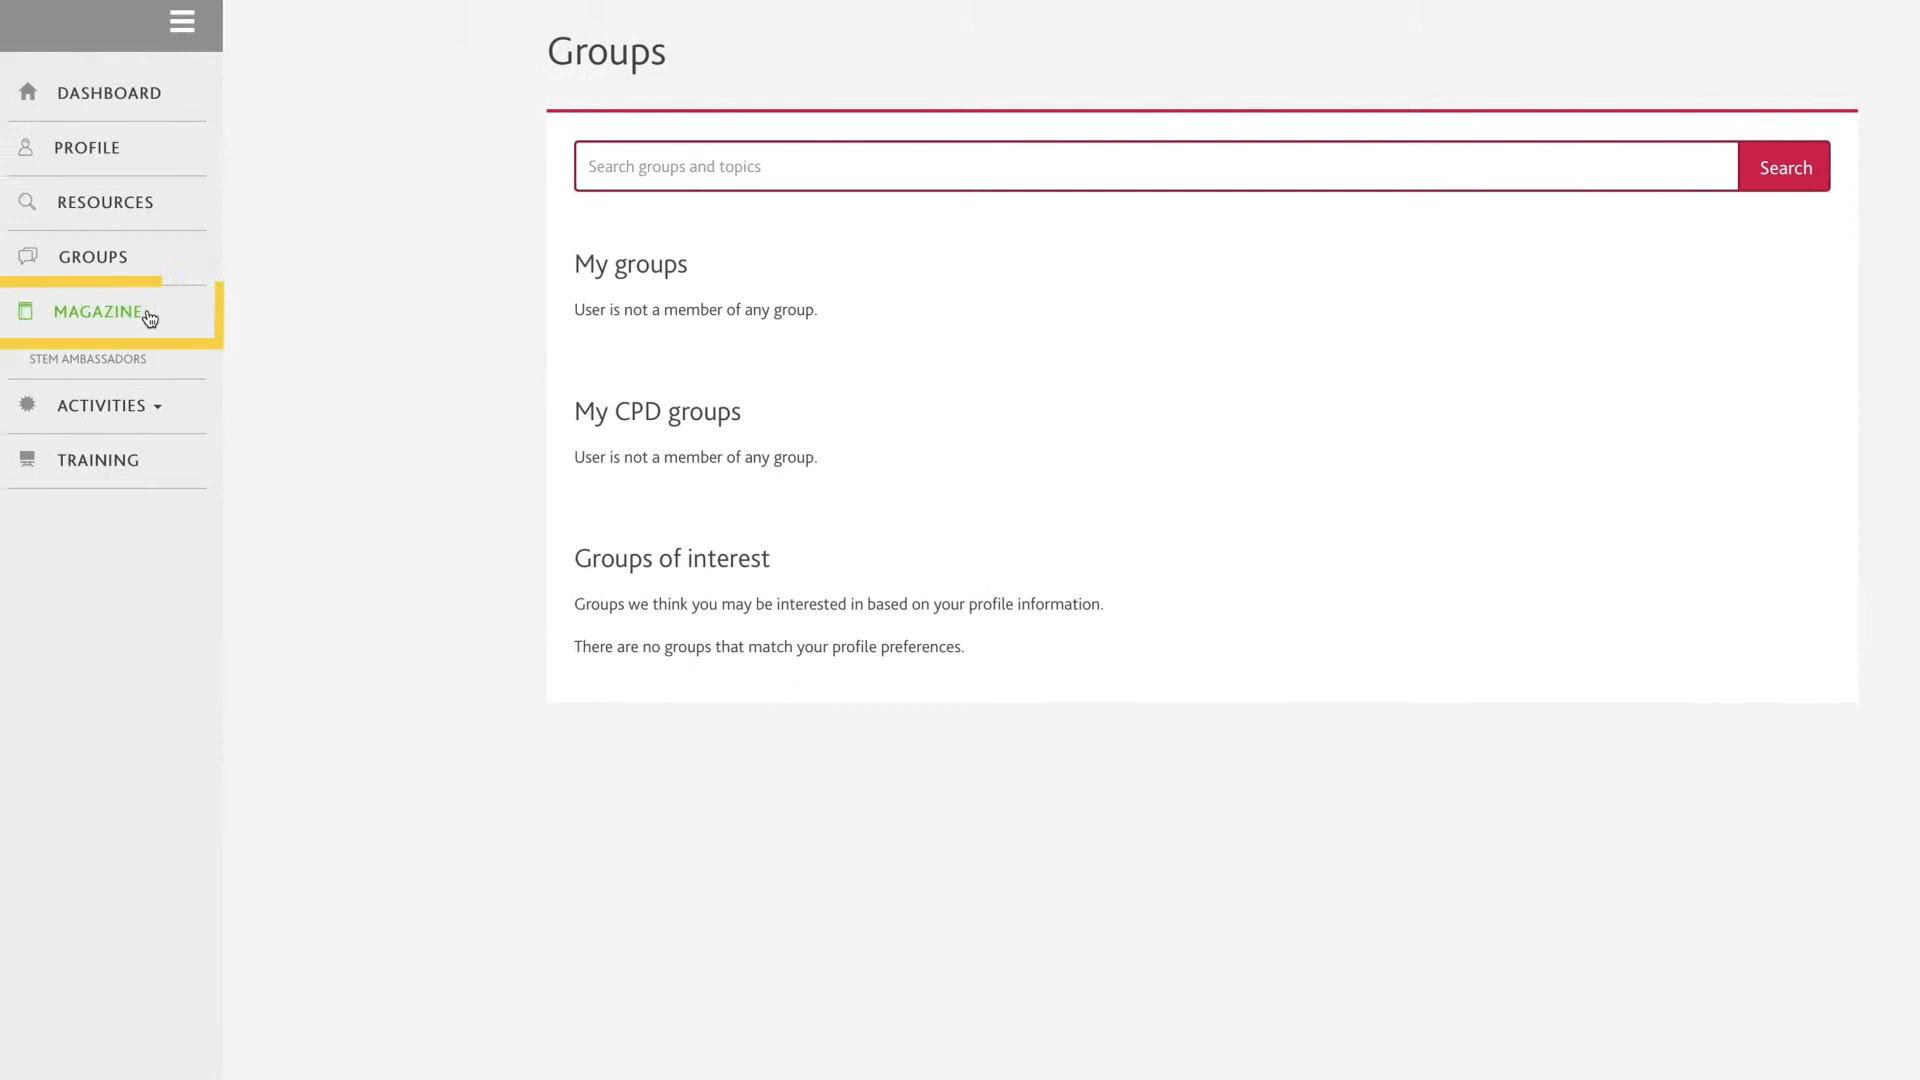 DASHBOARD
PROFILE
RESOURCES
GROUPS
MAGAZINE
STEM AMBASSADORS
ACTIVITIES
TRAINING
Groups
Search groups and topics
Search
My groups
User is not a member of any group.
My CPD groups
User is not a member of any group.
Groups of interest
Groups we think you may be interested in based on your profile information.
There are no groups that match your profile preferences.